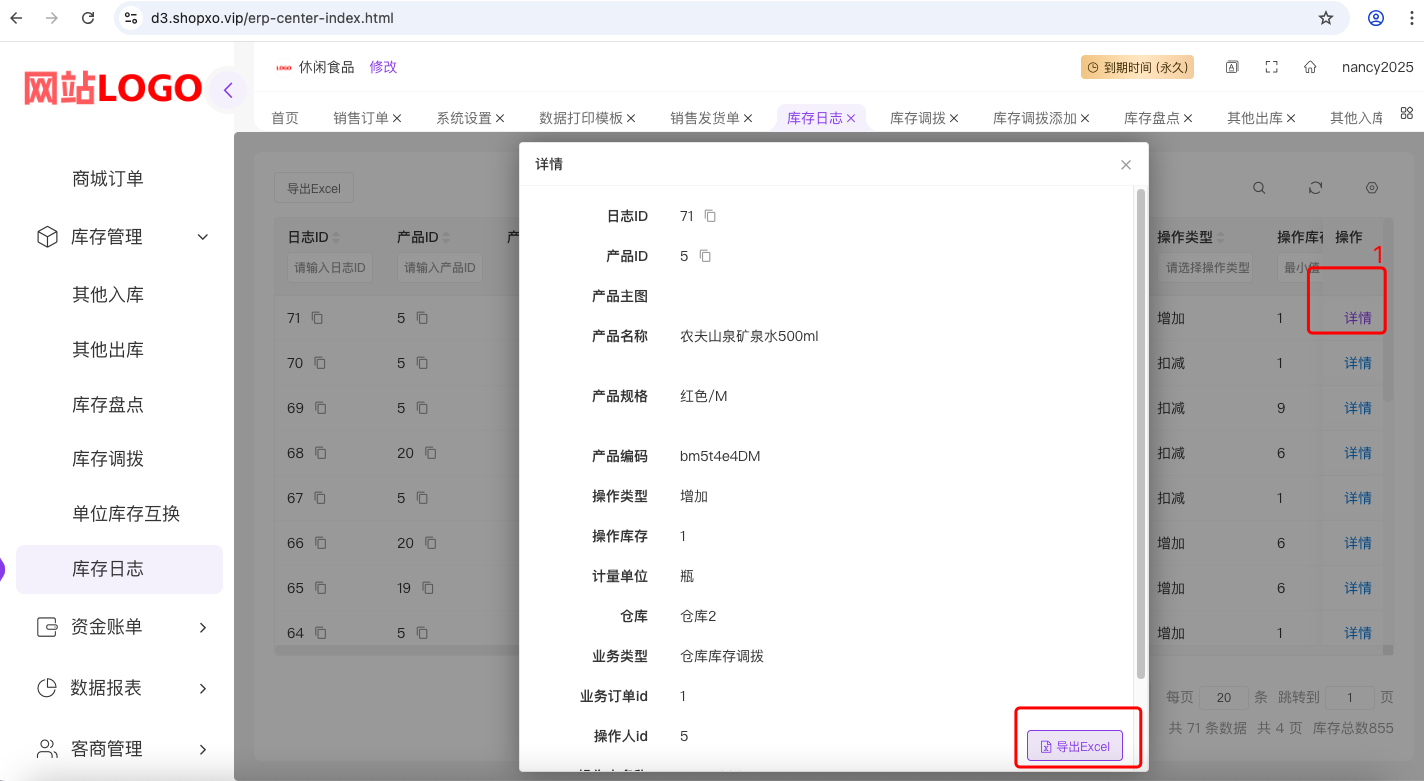 d3.shopxo.vip/erp-center-index.html
网站LOGO
LOGO 休闲食品 修改
到期时间 (永久)
nancy2025
首页 销售订单 系统设置 数据打印模板 销售发货单 库存日志 库存调拨 库存调拨添加 库存盘点 其他出库 其他入库
商城订单
库存管理
其他入库
其他出库
库存盘点
库存调拨
单位库存互换
库存日志
资金账单
数据报表
客商管理
导出Excel
日志ID 产品ID 产
请输入日志ID 请输入产品ID
71 5
70 5
69 5
68 20
67 5
66 20
65 19
64 5
详情
日志ID 71
产品ID 5
产品主图
产品名称 农夫山泉矿泉水500ml
产品规格 红色/M
产品编码 bm5t4e4DM
操作类型 增加
操作库存 1
计量单位 瓶
仓库 仓库2
业务类型 仓库库存调拨
业务订单id 1
操作人id 5
导出Excel
操作类型 操作库存 操作
1
请选择操作类型 最小值
增加 1 详情
扣减 1 详情
扣减 9 详情
扣减 6 详情
扣减 1 详情
增加 6 详情
增加 6 详情
增加 1 详情
每页 20 条 跳转到 1 页
共 71 条数据 共 4 页 库存总数855